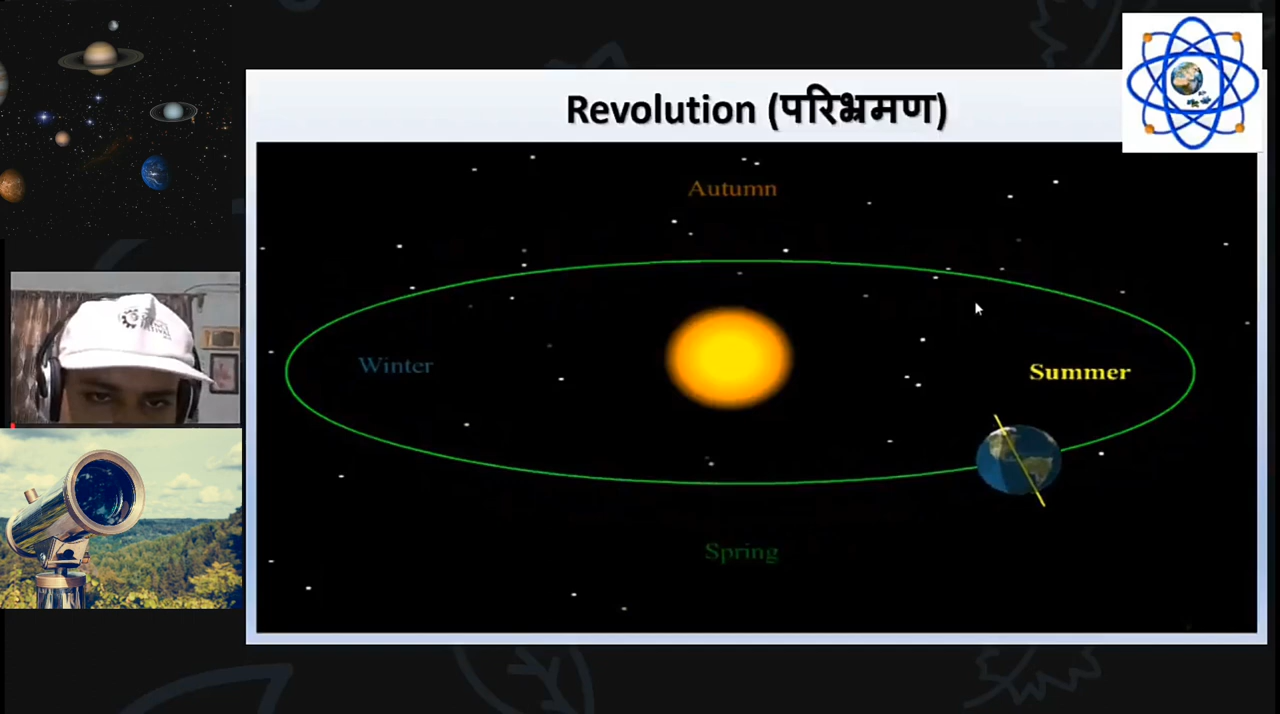 Revolution (परिभ्रमण)
Autumn
Winter
Summer
Spring